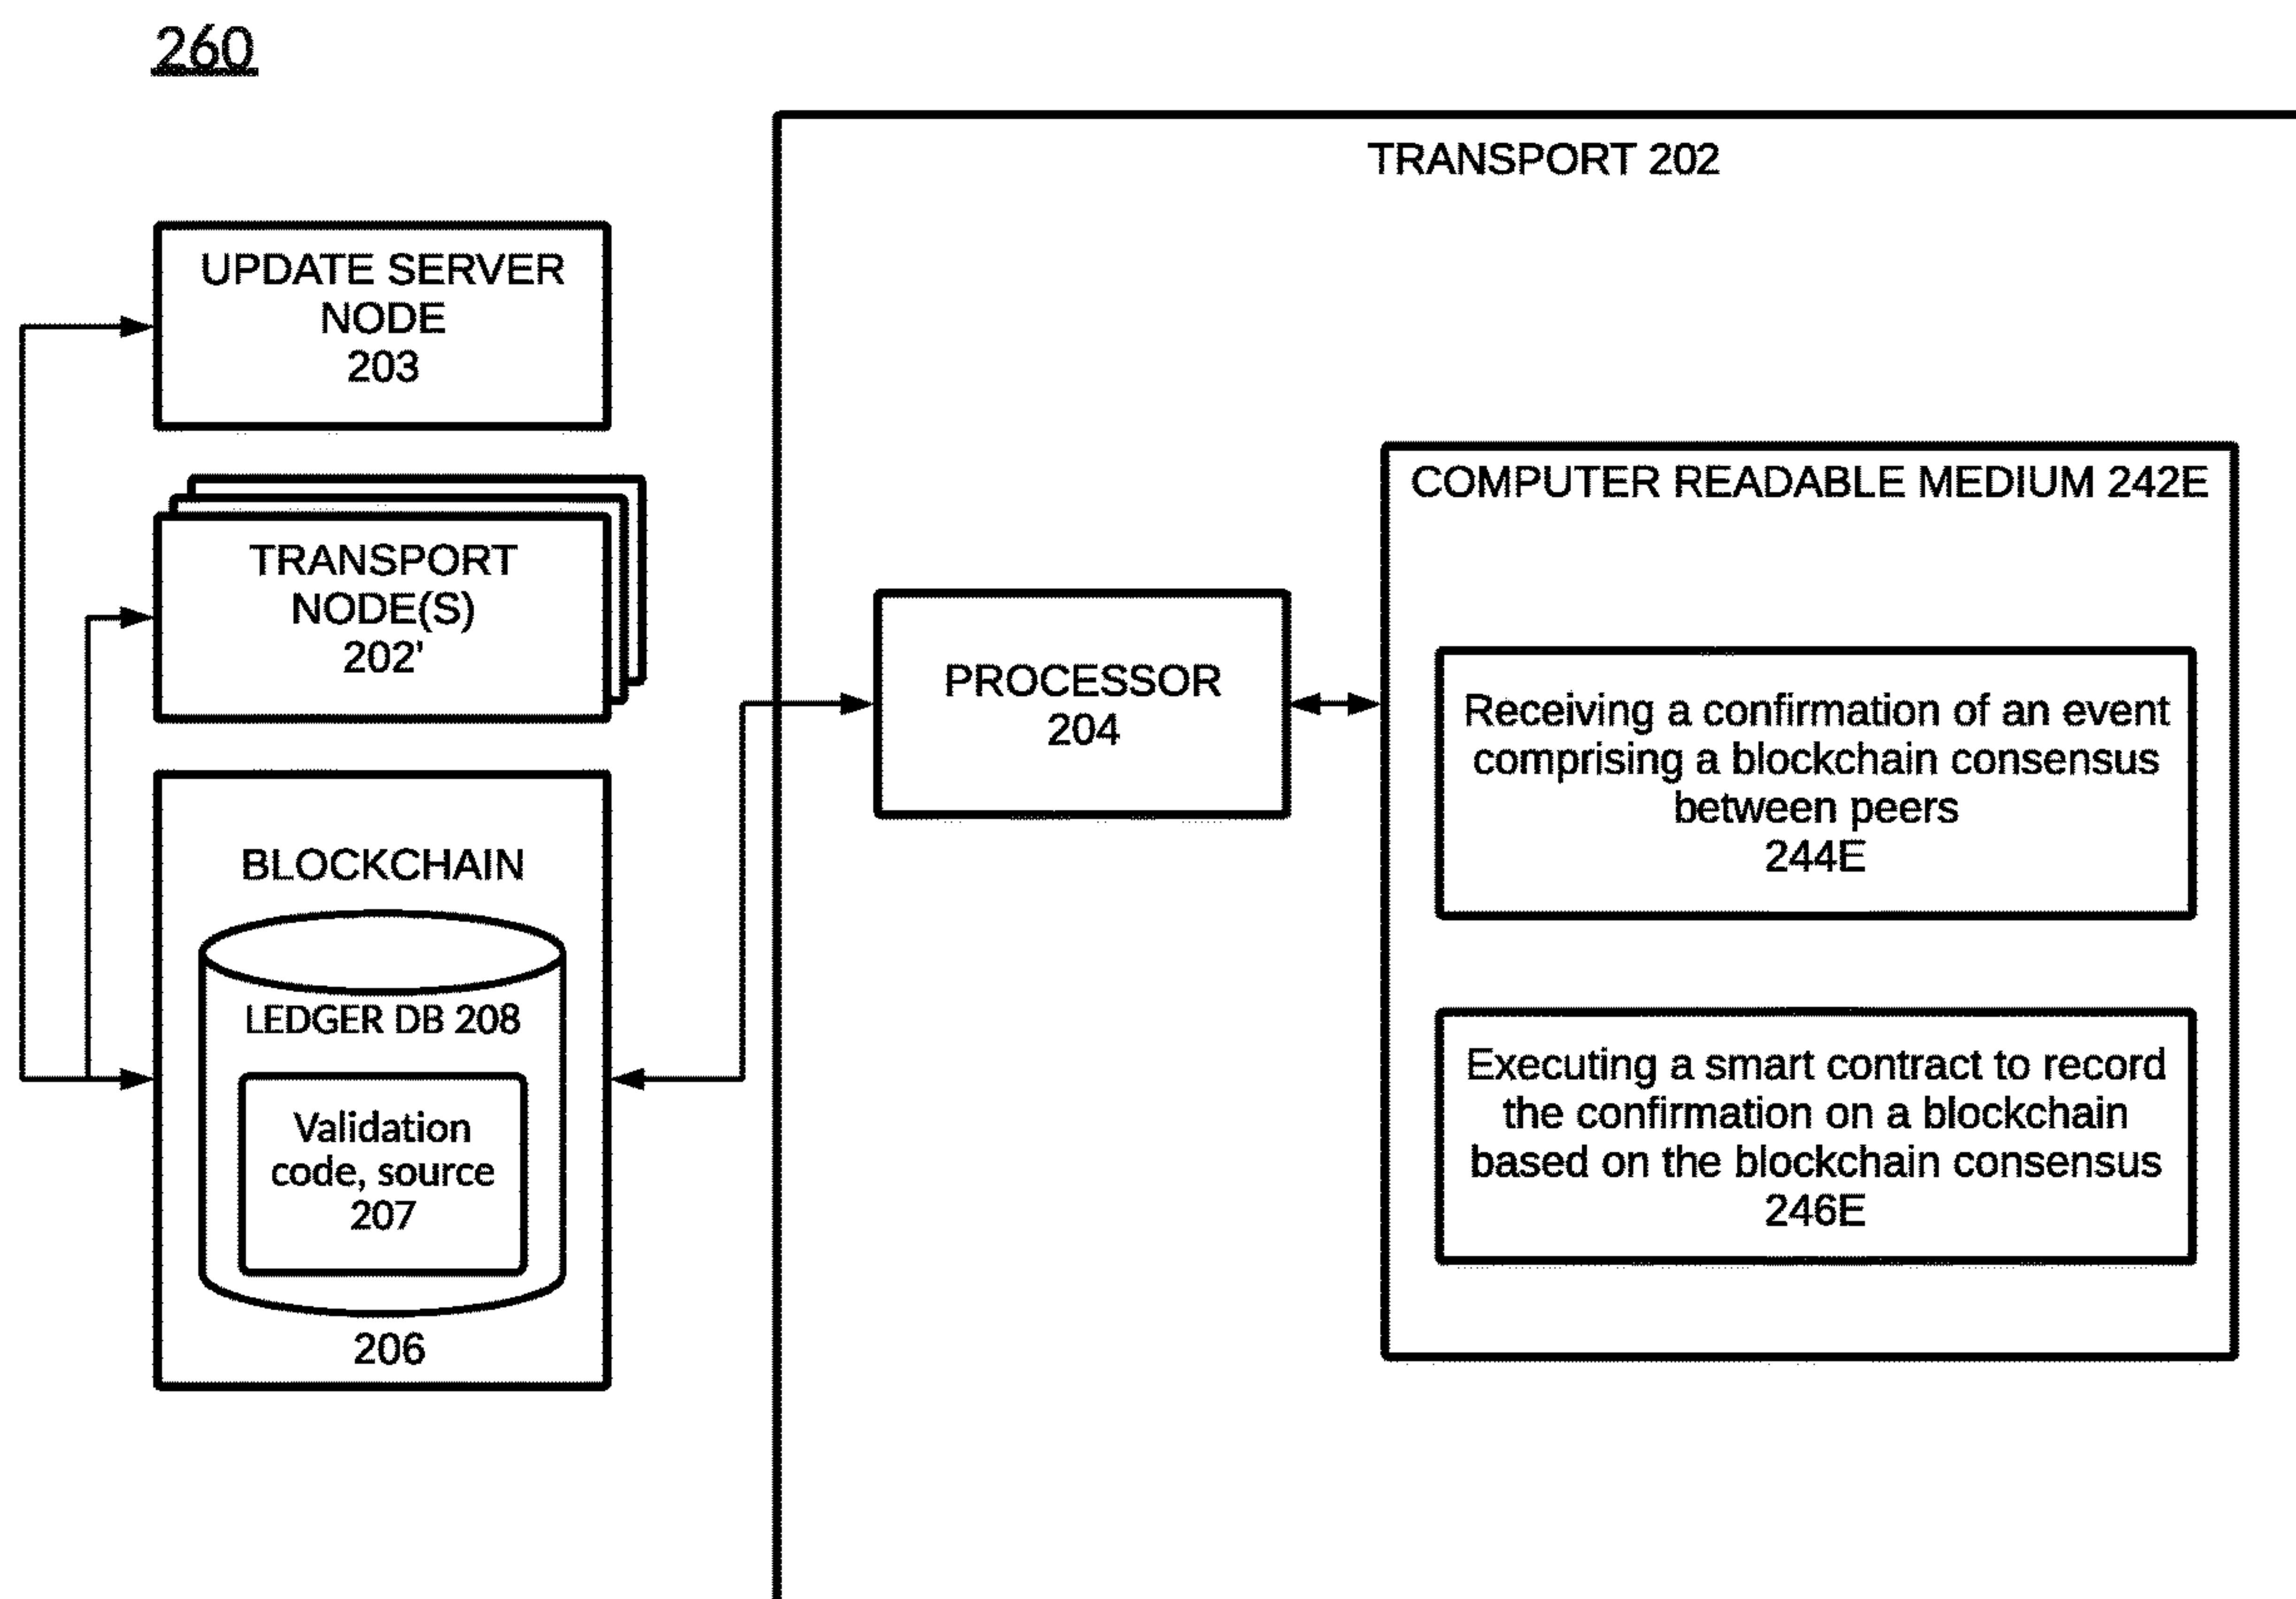 260
TRANSPORT 202
UPDATE SERVER
NODE
203
TRANSPORT
NODE(S)
202'
BLOCKCHAIN
LEDGER DB 208
Validation
code, source
207
206
PROCESSOR
204
COMPUTER READABLE MEDIUM 242E
Receiving a confirmation of an event
comprising a blockchain consensus
between peers
244E
Executing a smart contract to record
the confirmation on a blockchain
based on the blockchain consensus
246E